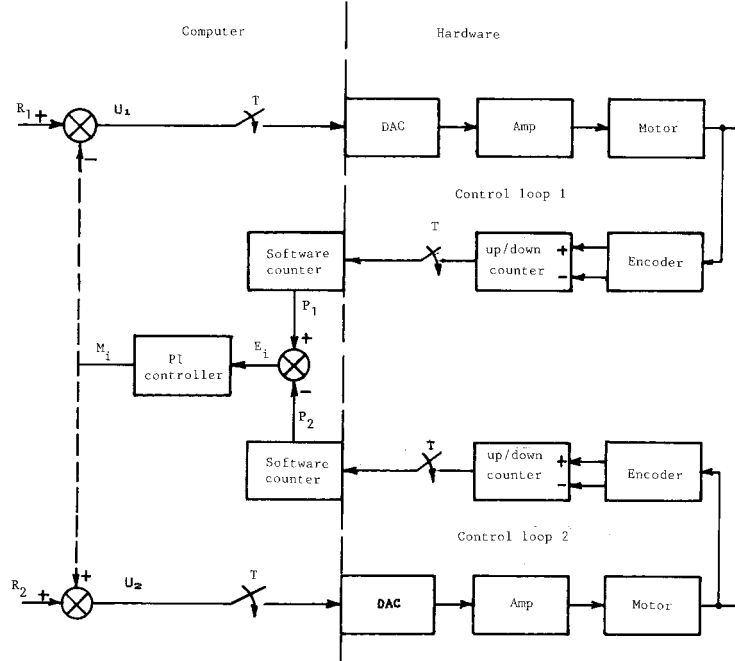 Computer Hardware
R1 + U1 T DAC Amp Motor
-
Control loop 1
Software counter T up/down counter + - Encoder
P1
+
Mi PI controller Ei
-
P2
Software counter T up/down counter + - Encoder
Control loop 2
+
R2 + U2 T DAC Amp Motor